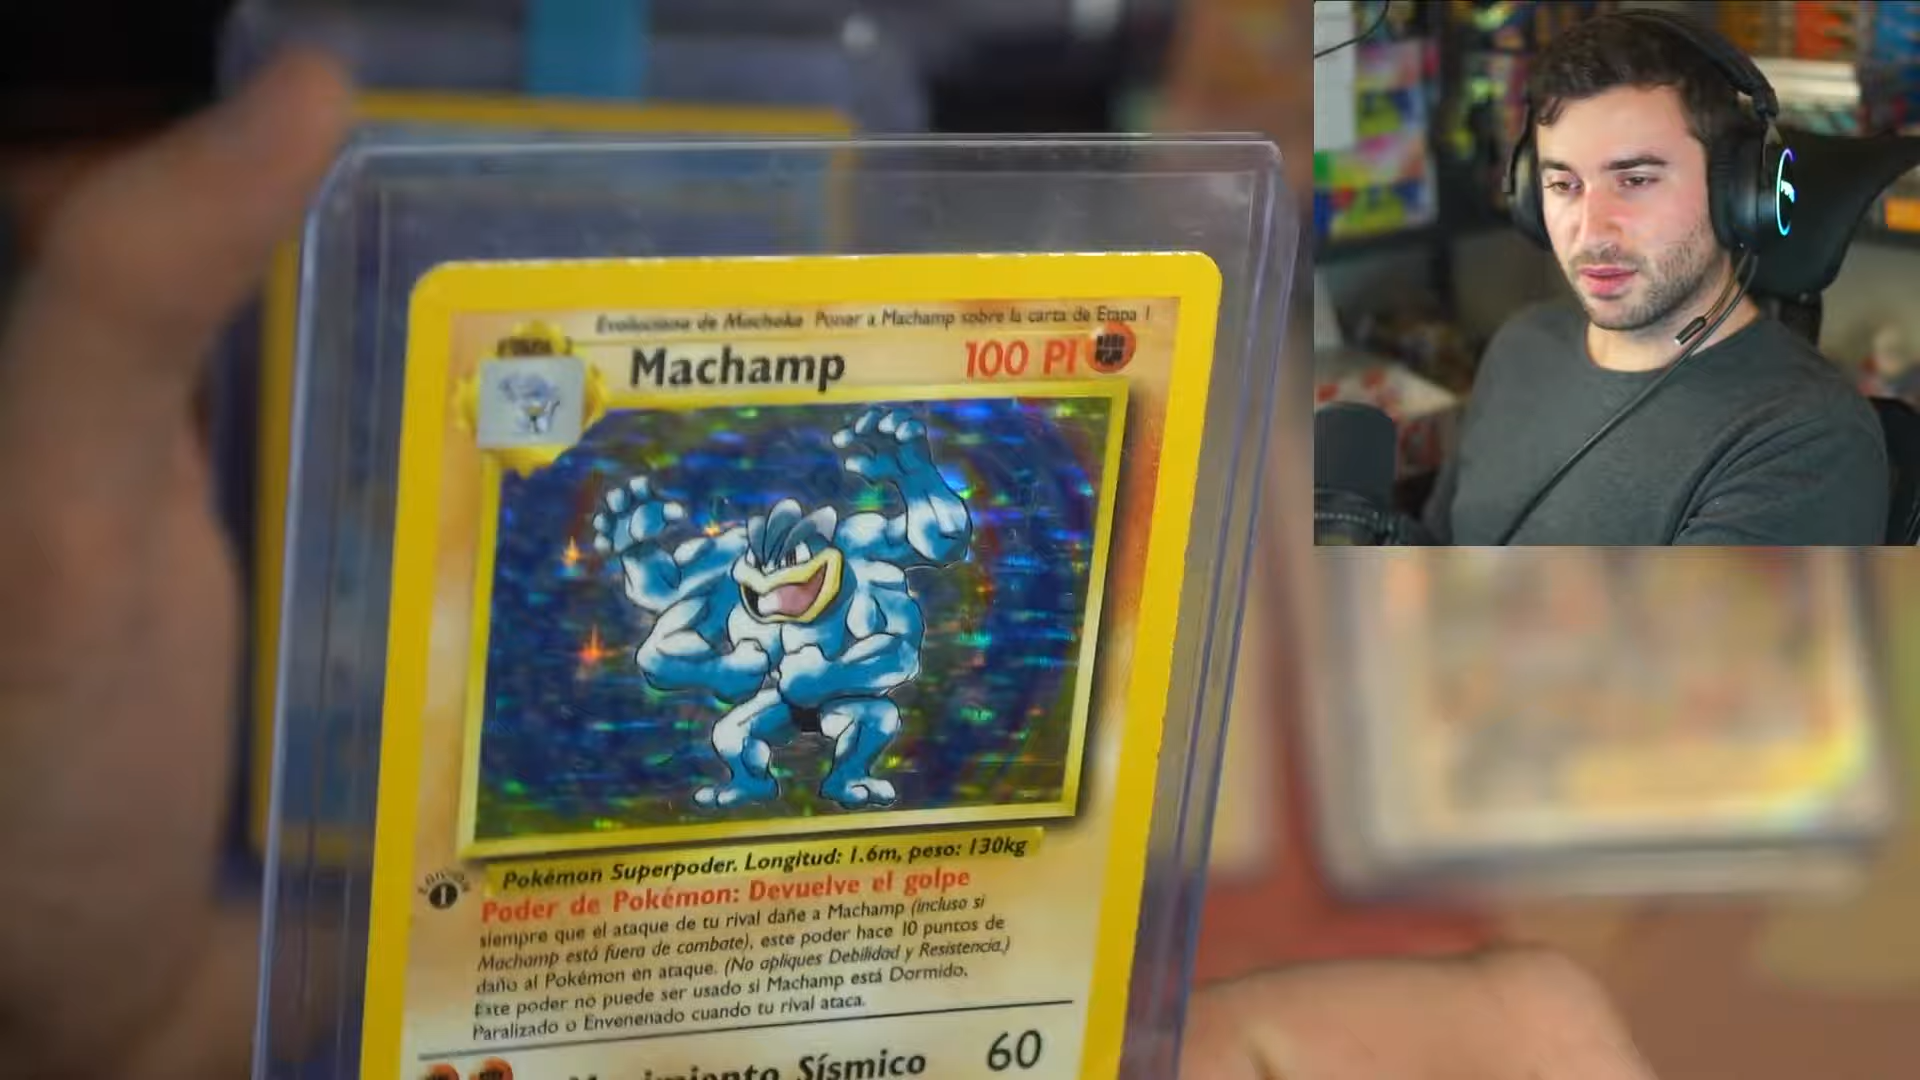 Evoluciona de Machoke Poner a Machamp sobre la carta de Etapa 1
Machamp
100 PI
Pokémon Superpoder. Longitud: 1.6m, peso: 130kg
Edición
1
Poder de Pokémon: Devuelve el golpe
siempre que el ataque de tu rival dañe a Machamp (incluso si
Machamp está fuera de combate), este poder hace 10 puntos de
daño al Pokémon en ataque. (No apliques Debilidad y Resistencia.)
Este poder no puede ser usado si Machamp está Dormido,
Paralizado o Envenenado cuando tu rival ataca.
Movimiento Sísmico
60